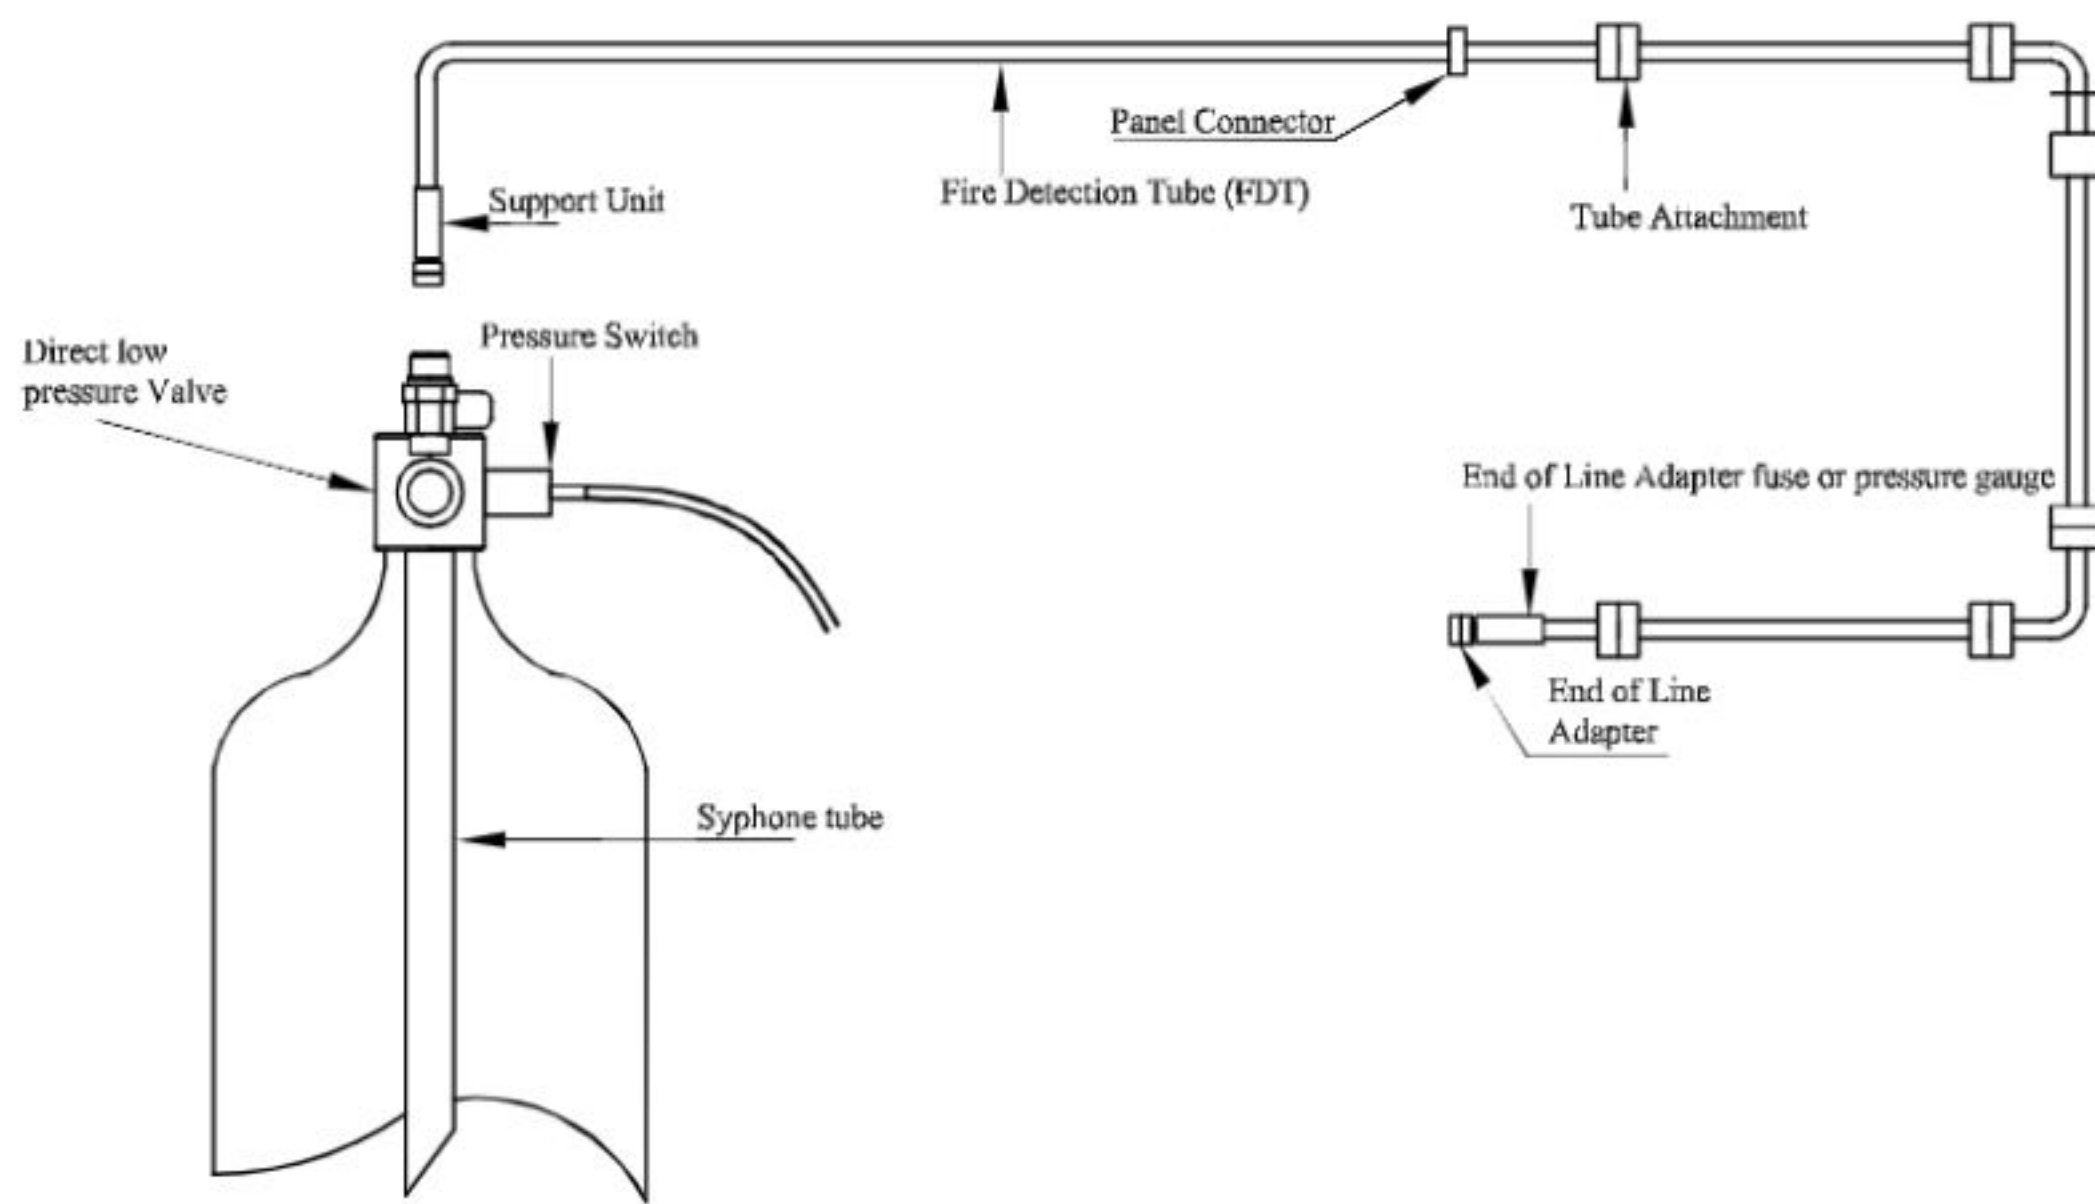 Panel Connector
Support Unit
Fire Detection Tube (FDT)
Tube Attachment
Pressure Switch
Direct low
pressure Valve
End of Line Adapter fuse or pressure gauge
End of Line
Adapter
Syphone tube